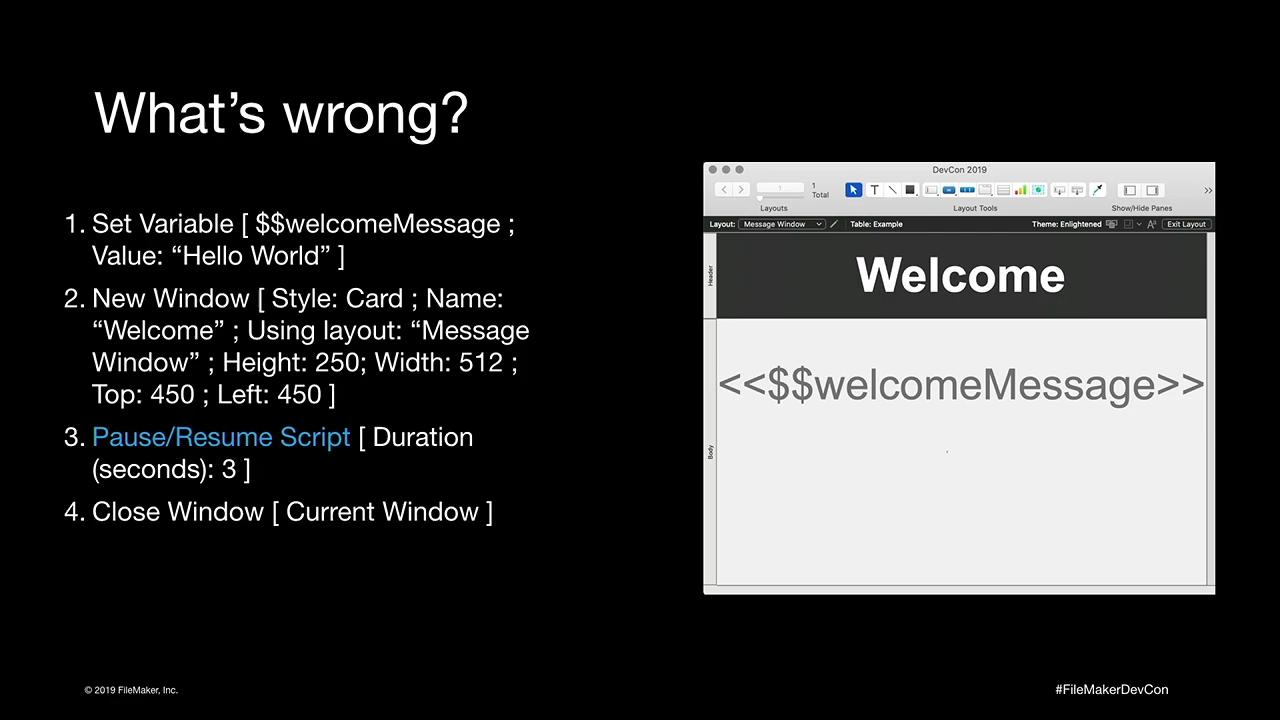 What’s wrong?
1. Set Variable [ $$welcomeMessage ;
Value: “Hello World” ]
2. New Window [ Style: Card ; Name:
“Welcome” ; Using layout: “Message
Window” ; Height: 250; Width: 512 ;
Top: 450 ; Left: 450 ]
3. Pause/Resume Script [ Duration
(seconds): 3 ]
4. Close Window [ Current Window ]
DevCon 2019
1
1
Total
Layouts
Layout Tools
Show/Hide Panes
Layout: Message Window
Table: Example
Theme: Enlightened
Exit Layout
Header
Welcome
<<$$welcomeMessage>>
Body
© 2019 FileMaker, Inc.
#FileMakerDevCon